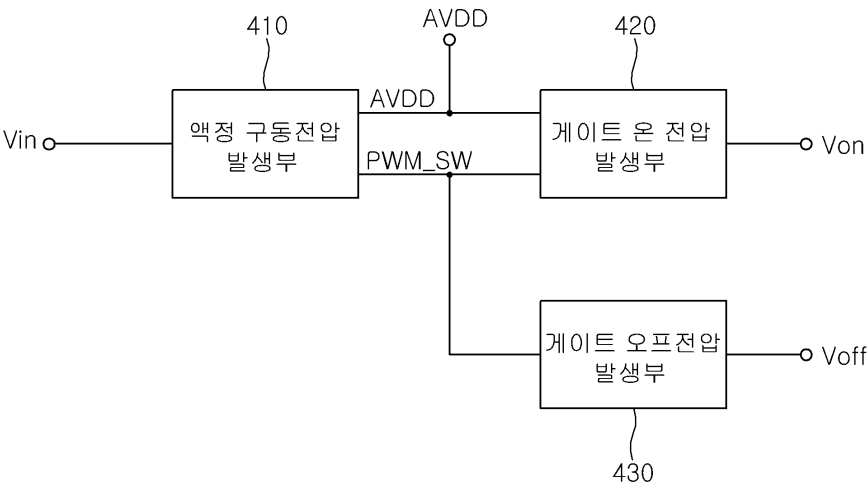 AVDD
410
420
AVDD
Vin
액정 구동전압
발생부
게이트 온 전압
발생부
Von
PWM_SW
게이트 오프전압
발생부
Voff
430